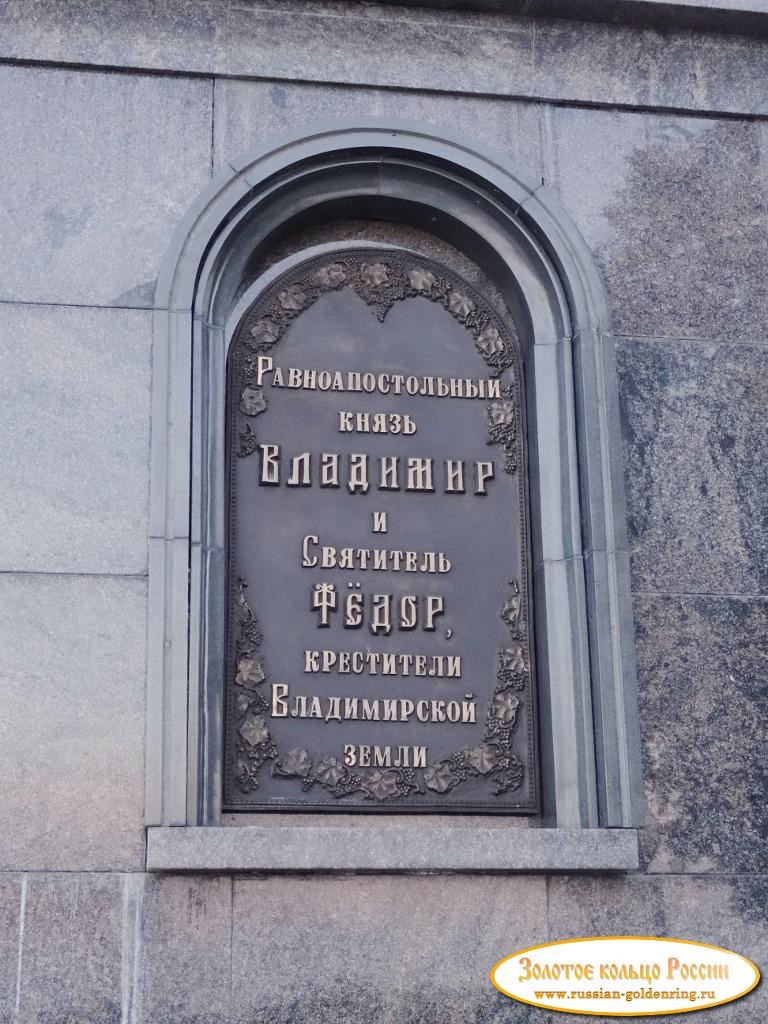 Равноапостольный
князь
Владимир
и
Святитель
Фёдор,
крестители
Владимирской
земли
Золотое кольцо России
www.russian-goldenring.ru